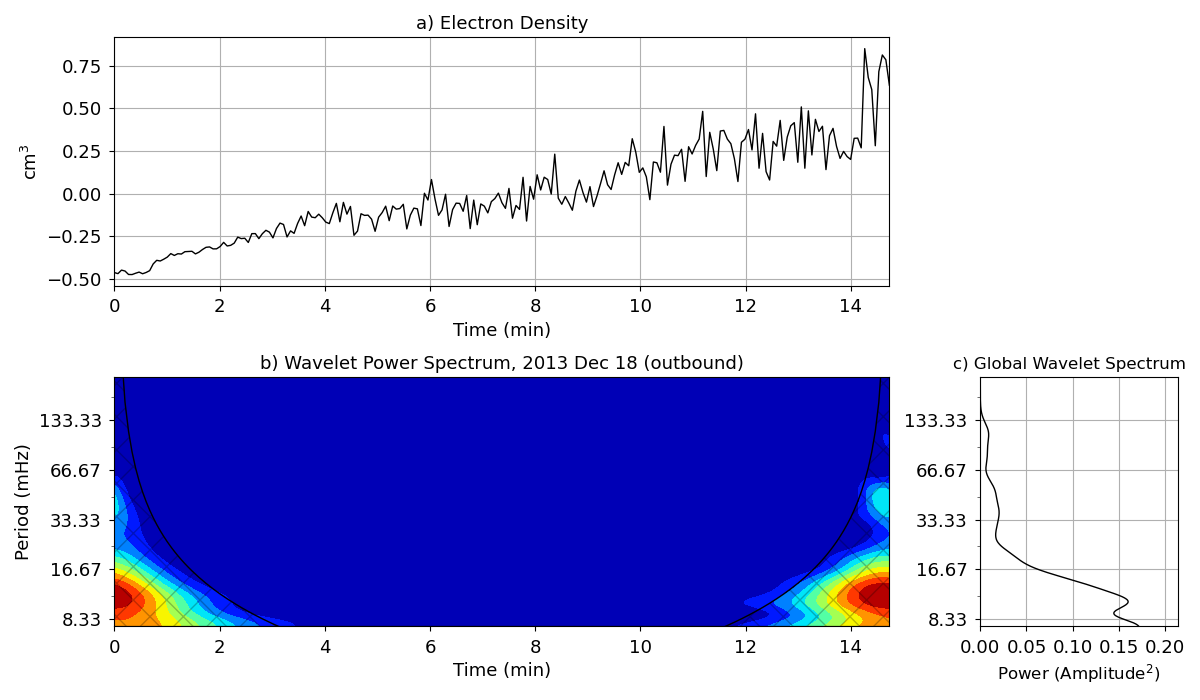 a) Electron Density
0.75
0.50
0.25
0.00
−0.25
−0.50
cm³
0 2 4 6 8 10 12 14
Time (min)
b) Wavelet Power Spectrum, 2013 Dec 18 (outbound)
133.33
66.67
33.33
16.67
8.33
Period (mHz)
0 2 4 6 8 10 12 14
Time (min)
c) Global Wavelet Spectrum
133.33
66.67
33.33
16.67
8.33
0.00 0.05 0.10 0.15 0.20
Power (Amplitude²)